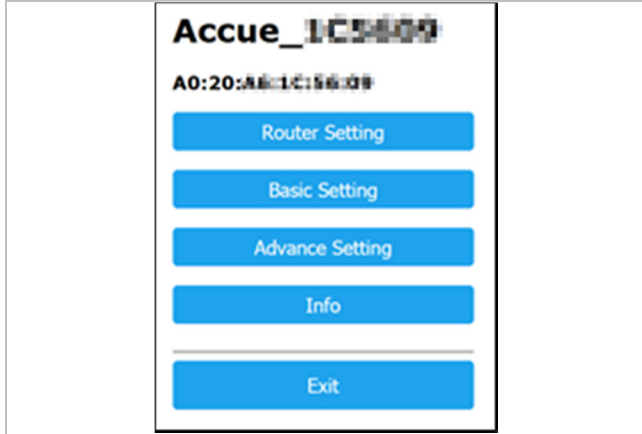 Accue_
A0:20:
Router Setting
Basic Setting
Advance Setting
Info
Exit